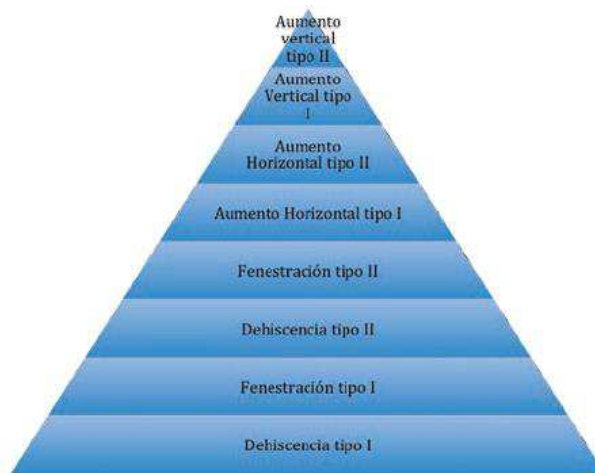 Aumento
vertical
tipo II
Aumento
Vertical tipo
I
Aumento
Horizontal tipo II
Aumento Horizontal tipo I
Fenestración tipo II
Dehiscencia tipo II
Fenestración tipo I
Dehiscencia tipo I